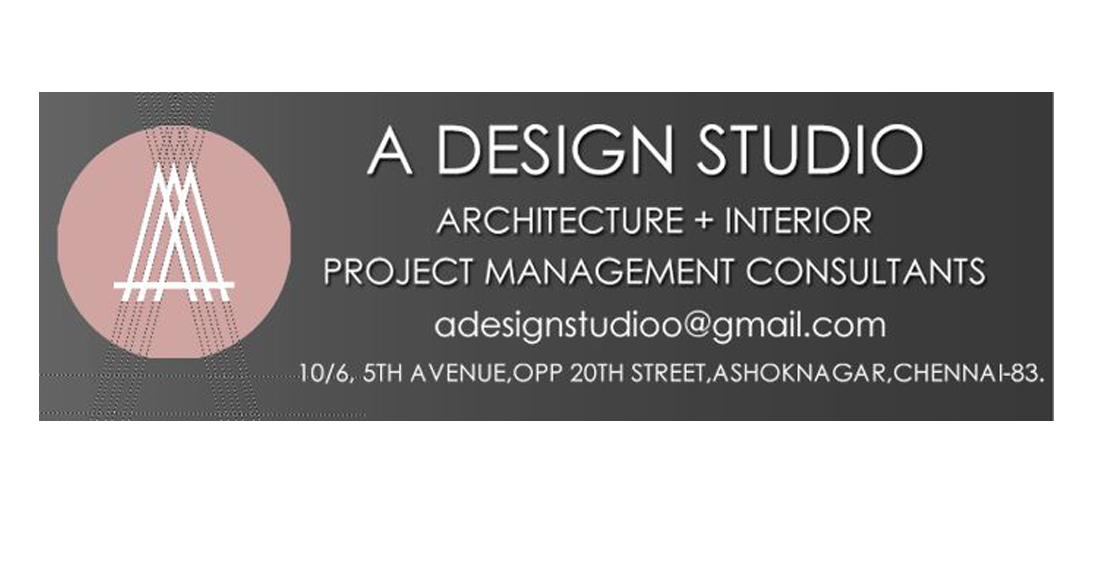 A DESIGN STUDIO
ARCHITECTURE + INTERIOR
PROJECT MANAGEMENT CONSULTANTS
adesignstudioo@gmail.com
10/6, 5TH AVENUE,OPP 20TH STREET,ASHOKNAGAR,CHENNAI-83.